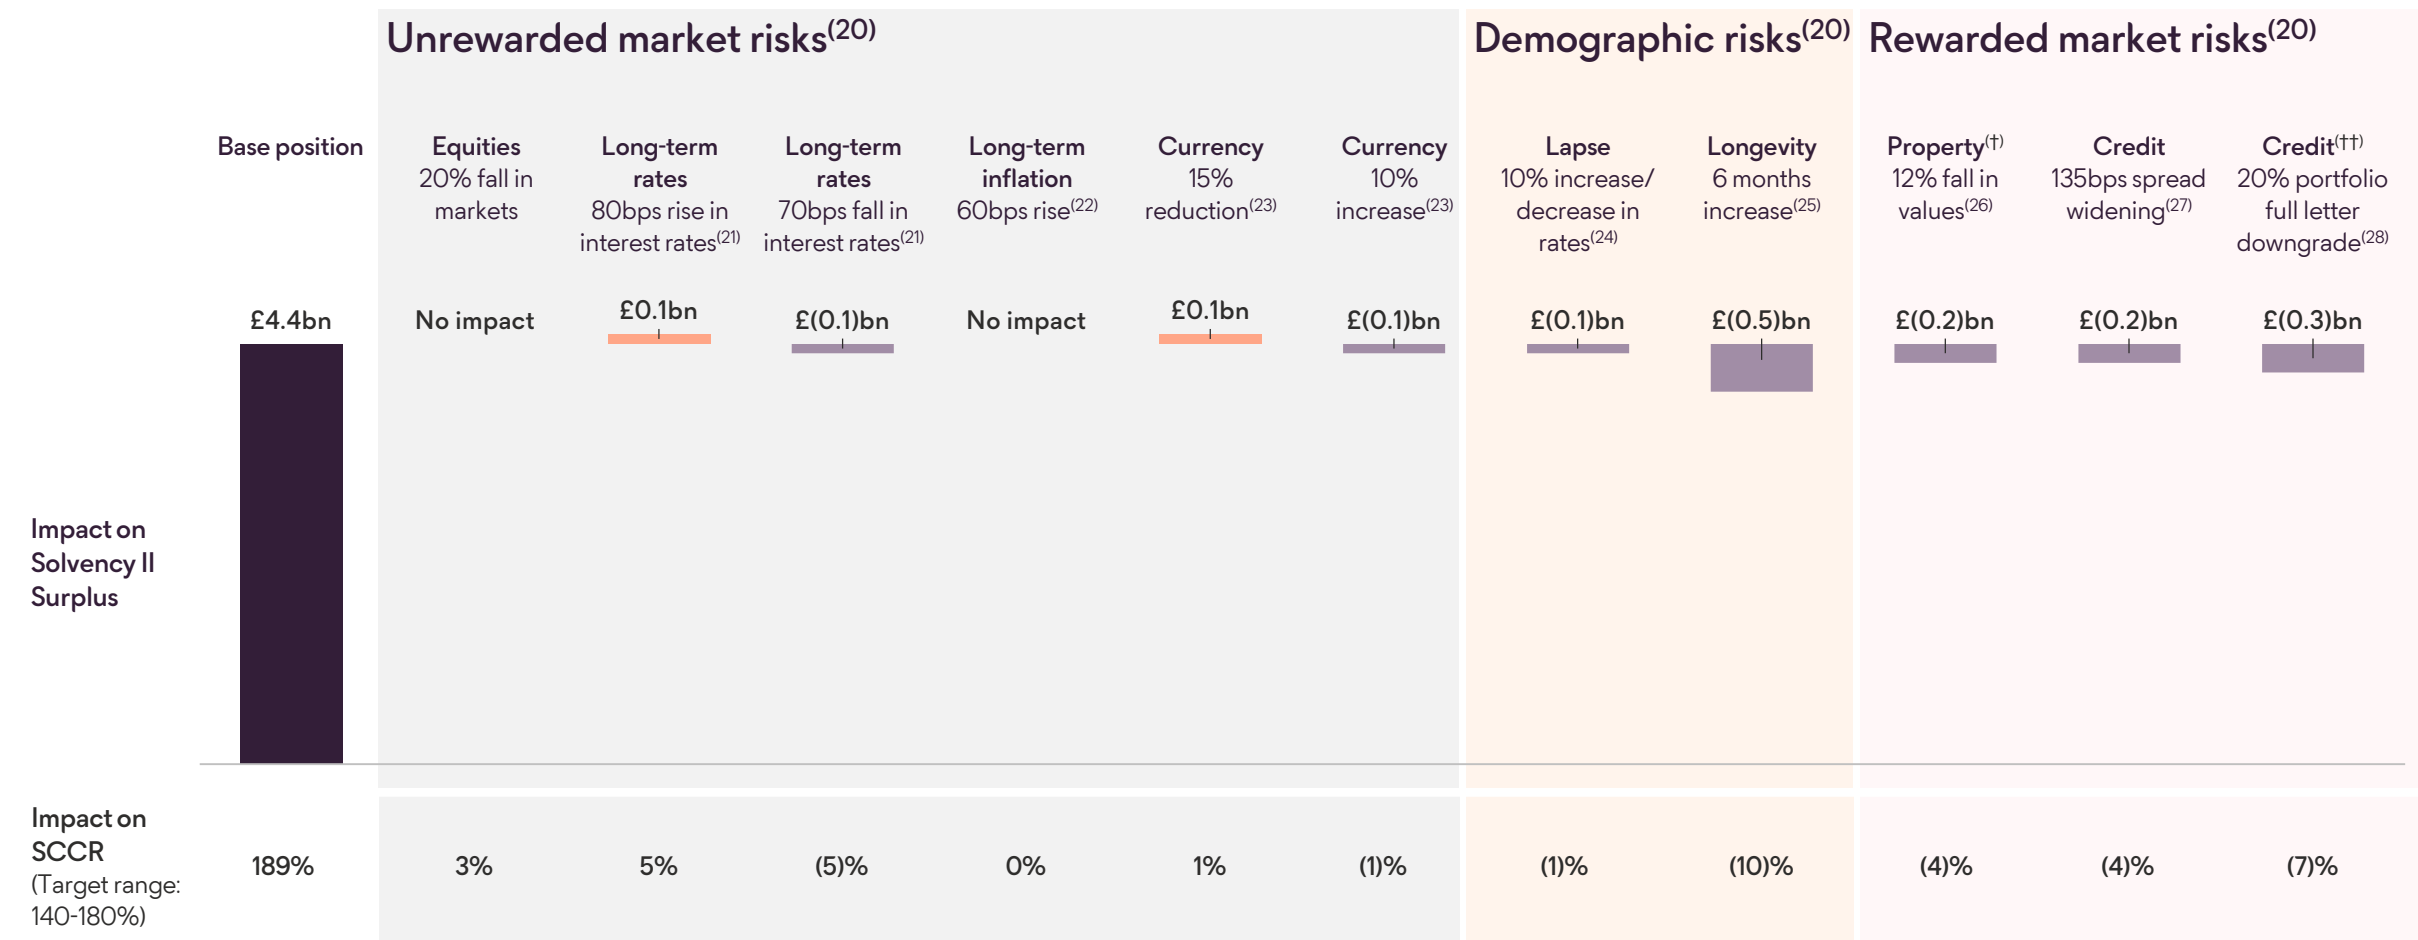 Unrewarded market risks(20)
Demographic risks(20)
Rewarded market risks(20)
Base position
Equities
20% fall in
markets
Long-term
rates
80bps rise in
interest rates(21)
Long-term
rates
70bps fall in
interest rates(21)
Long-term
inflation
60bps rise(22)
Currency
15%
reduction(23)
Currency
10%
increase(23)
Lapse
10% increase/
decrease in
rates(24)
Longevity
6 months
increase(25)
Property(†)
12% fall in
values(26)
Credit
135bps spread
widening(27)
Credit(††)
20% portfolio
full letter
downgrade(28)
Impact on
Solvency II
Surplus
£4.4bn
No impact
£0.1bn
£(0.1)bn
No impact
£0.1bn
£(0.1)bn
£(0.1)bn
£(0.5)bn
£(0.2)bn
£(0.2)bn
£(0.3)bn
Impact on
SCCR
(Target range:
140-180%)
189%
3%
5%
(5)%
0%
1%
(1)%
(1)%
(10)%
(4)%
(4)%
(7)%